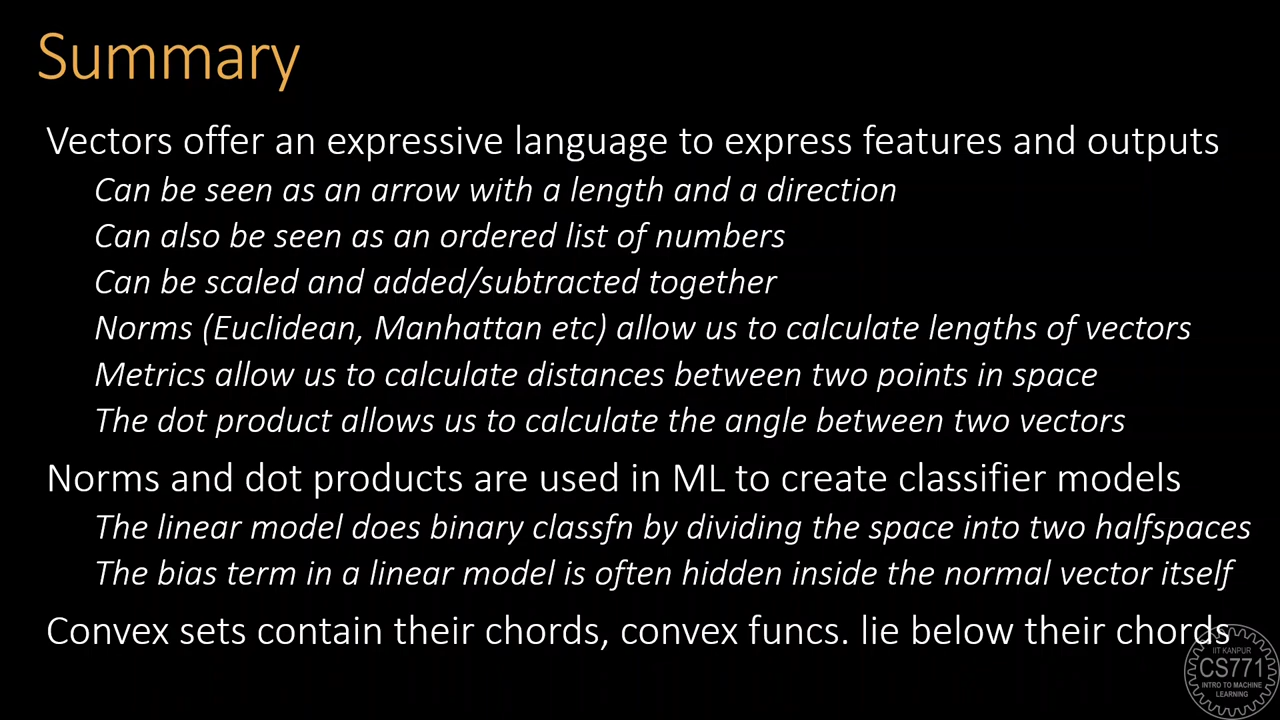 Summary
Vectors offer an expressive language to express features and outputs
Can be seen as an arrow with a length and a direction
Can also be seen as an ordered list of numbers
Can be scaled and added/subtracted together
Norms (Euclidean, Manhattan etc) allow us to calculate lengths of vectors
Metrics allow us to calculate distances between two points in space
The dot product allows us to calculate the angle between two vectors
Norms and dot products are used in ML to create classifier models
The linear model does binary classfn by dividing the space into two halfspaces
The bias term in a linear model is often hidden inside the normal vector itself
Convex sets contain their chords, convex funcs. lie below their chords
IIT KANPUR
CS771
INTRO TO MACHINE
LEARNING